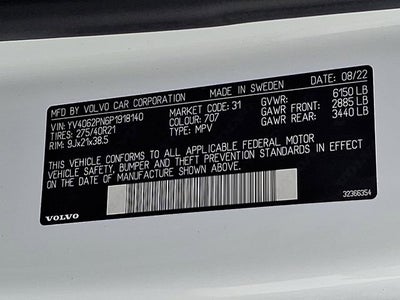 MFD BY VOLVO CAR CORPORATION MADE IN SWEDEN DATE: 08/22
VIN: YV4062PN6P1918140 MARKET: 31 GVWR: 6150 LB
TIRES: 275/40R21 COLOUR: 707 GAWR FRONT: 2885 LB
RIM: 9Jx21x38.5 TYPE: MPV GAWR REAR: 3440 LB
THIS VEHICLE CONFORMS TO ALL APPLICABLE FEDERAL MOTOR
VEHICLE SAFETY, BUMPER AND THEFT PREVENTION STANDARDS IN EFFECT
ON THE DATE OF MANUFACTURE SHOWN ABOVE.
VOLVO 32366354